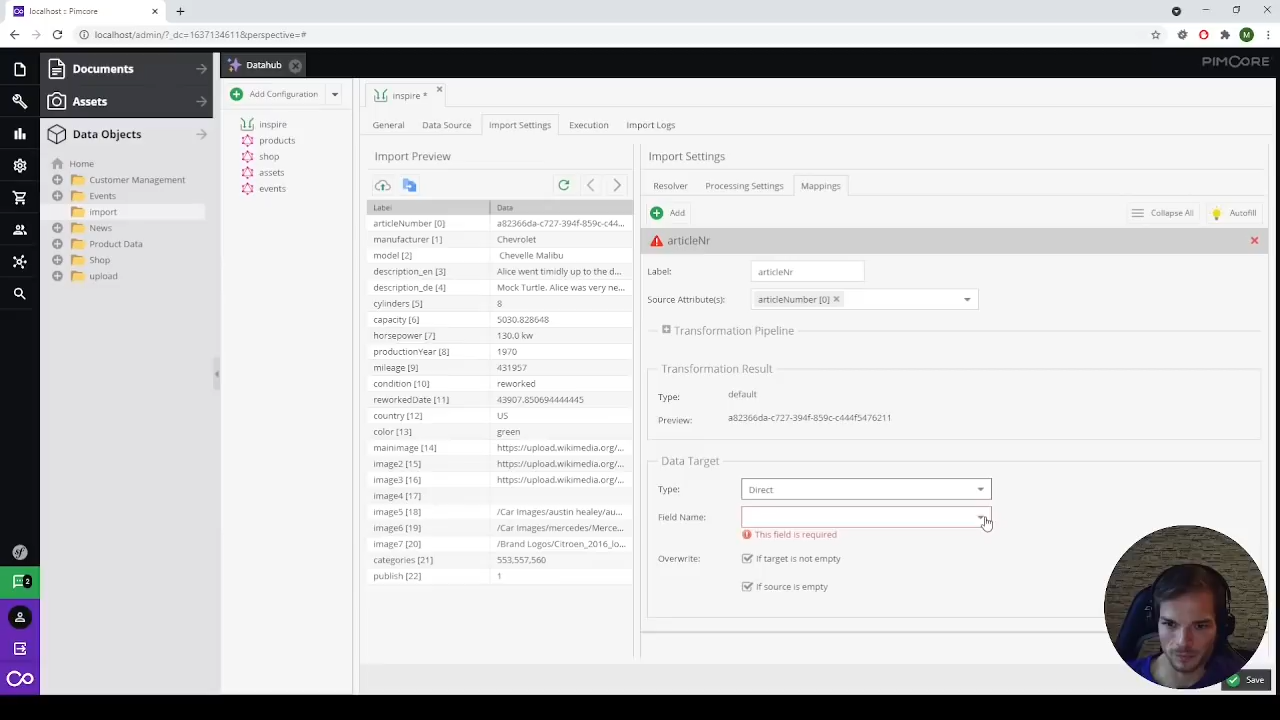 localhost :: Pimcore
localhost/admin/?_dc=1637134611&perspective=#
M
Documents
Assets
Data Objects
Home
Customer Management
Events
import
News
Product Data
Shop
upload
2
Datahub
Add Configuration
inspire
products
shop
assets
events
PIMCORE
inspire *
General
Data Source
Import Settings
Execution
Import Logs
Import Preview
Label Data
articleNumber [0] a82366da-c727-394f-859c-c44...
manufacturer [1] Chevrolet
model [2] Chevelle Malibu
description_en [3] Alice went timidly up to the d...
description_de [4] Mock Turtle. Alice was very ne...
cylinders [5] 8
capacity [6] 5030.828648
horsepower [7] 130.0 kw
productionYear [8] 1970
mileage [9] 431957
condition [10] reworked
reworkedDate [11] 43907.850694444445
country [12] US
color [13] green
mainimage [14] https://upload.wikimedia.org/...
image2 [15] https://upload.wikimedia.org/...
image3 [16] https://upload.wikimedia.org/...
image4 [17]
image5 [18] /Car Images/austin healey/au...
image6 [19] /Car Images/mercedes/Merce...
image7 [20] /Brand Logos/Citroen_2016_lo...
categories [21] 553,557,560
publish [22] 1
Import Settings
Resolver
Processing Settings
Mappings
Add
Collapse All
Autofill
articleNr
Label: articleNr
Source Attribute(s): articleNumber [0]
Transformation Pipeline
Transformation Result
Type: default
Preview: a82366da-c727-394f-859c-c444f5476211
Data Target
Type: Direct
Field Name:
This field is required
Overwrite: If target is not empty
If source is empty
Save